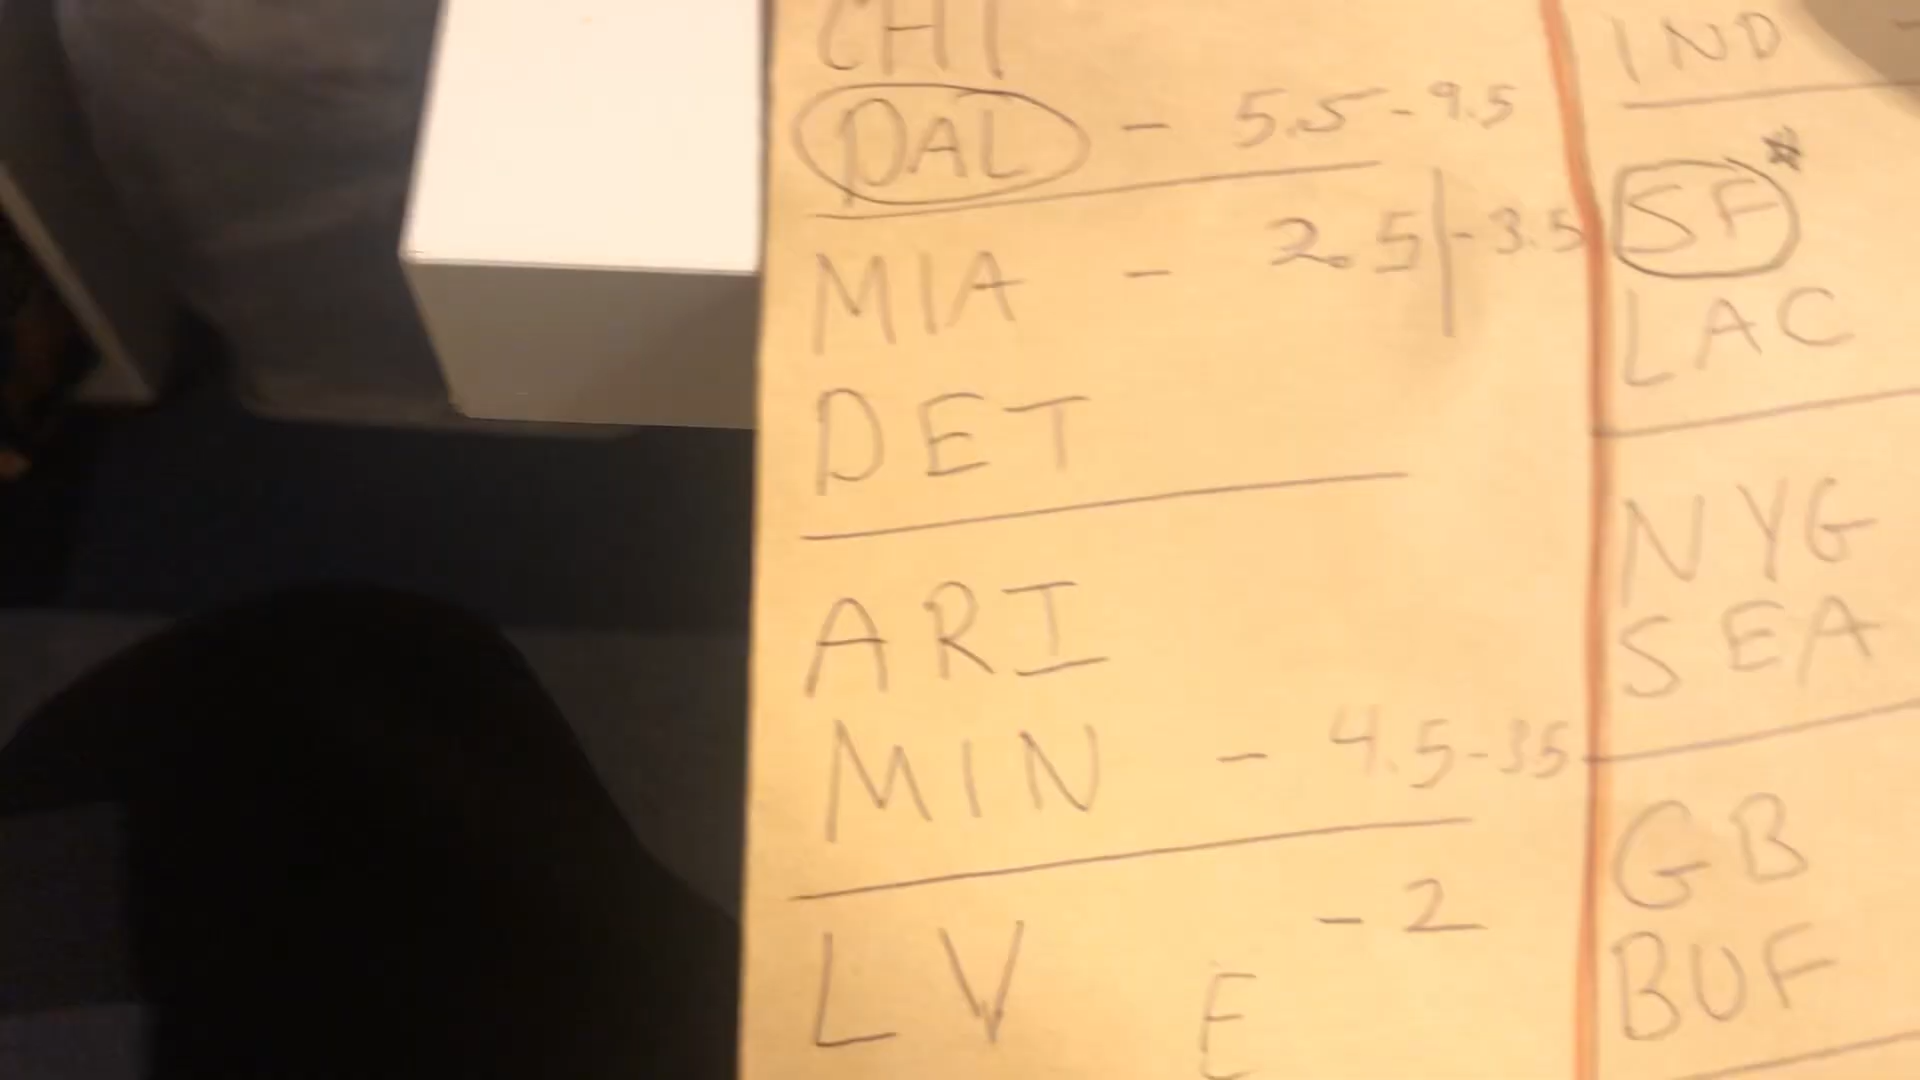 CHI
DAL - 5.5 - 9.5
MIA - 2.5 | - 3.5
DET
ARI
MIN - 4.5 - 3.5
LV - 2
E
IND -
SF *
LAC
NYG
SEA
GB
BUF